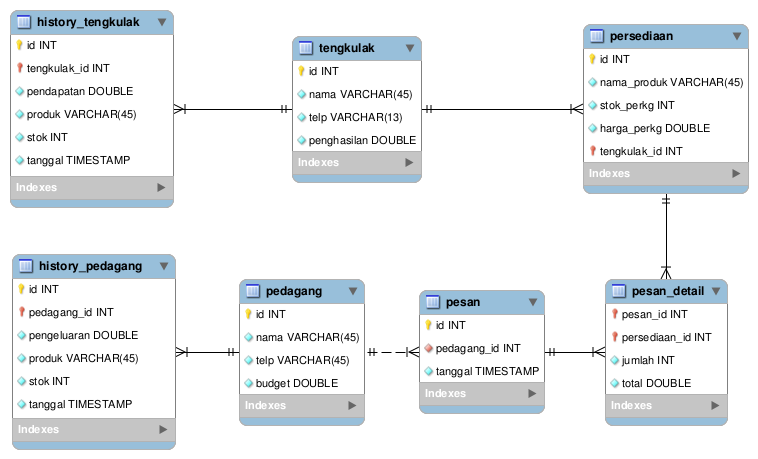 history_tengkulak
id INT
tengkulak_id INT
pendapatan DOUBLE
produk VARCHAR(45)
stok INT
tanggal TIMESTAMP
Indexes
tengkulak
id INT
nama VARCHAR(45)
telp VARCHAR(13)
penghasilan DOUBLE
Indexes
persediaan
id INT
nama_produk VARCHAR(45)
stok_perkg INT
harga_perkg DOUBLE
tengkulak_id INT
Indexes
history_pedagang
id INT
pedagang_id INT
pengeluaran DOUBLE
produk VARCHAR(45)
stok INT
tanggal TIMESTAMP
Indexes
pedagang
id INT
nama VARCHAR(45)
telp VARCHAR(45)
budget DOUBLE
Indexes
pesan
id INT
pedagang_id INT
tanggal TIMESTAMP
Indexes
pesan_detail
pesan_id INT
persediaan_id INT
jumlah INT
total DOUBLE
Indexes